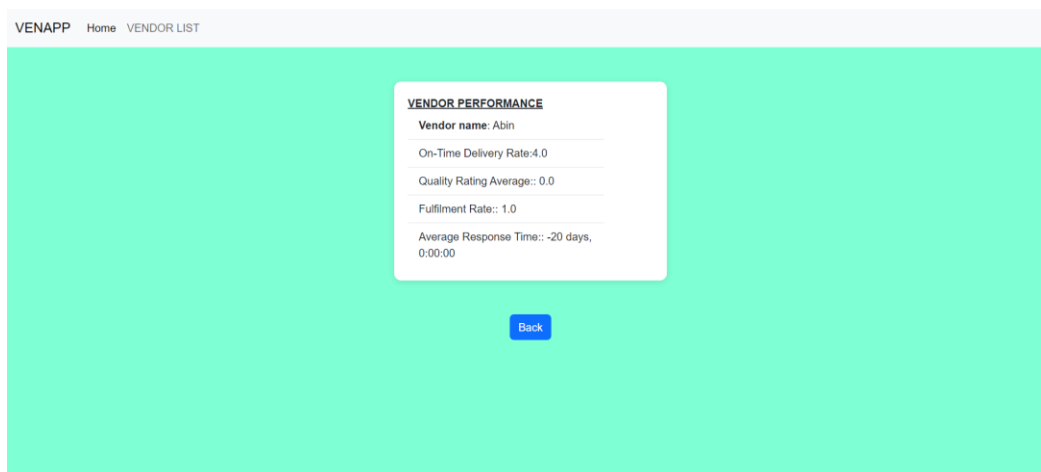 VENAPP Home VENDOR LIST
VENDOR PERFORMANCE
Vendor name: Abin
On-Time Delivery Rate:4.0
Quality Rating Average:: 0.0
Fulfilment Rate:: 1.0
Average Response Time:: -20 days,
0:00:00
Back